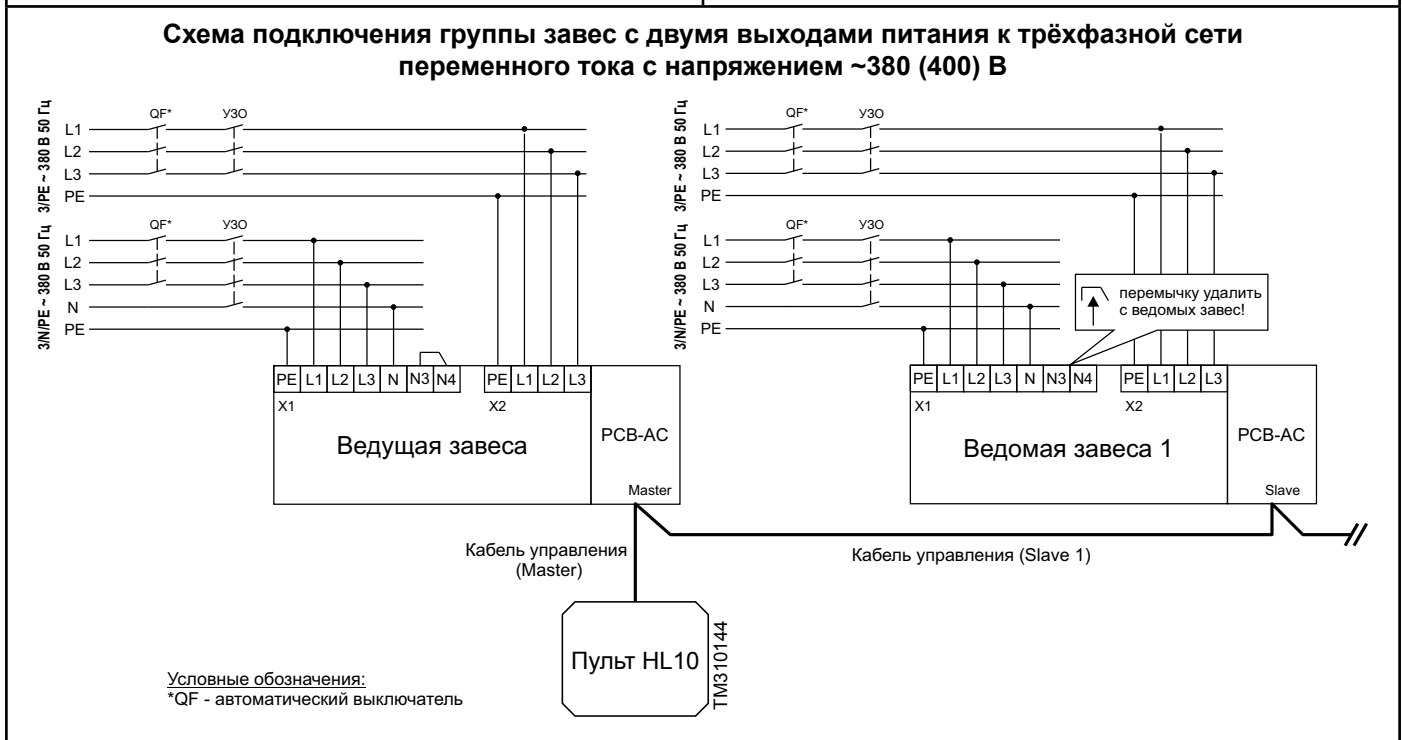 Схема подключения группы завес с двумя выходами питания к трёхфазной сети
переменного тока с напряжением ~380 (400) В
3/PE ~ 380 В 50 Гц
QF*
УЗО
L1
L2
L3
PE
3/N/PE ~ 380 В 50 Гц
QF*
УЗО
L1
L2
L3
N
PE
PE L1 L2 L3 N N3 N4
PE L1 L2 L3
X1
X2
Ведущая завеса
PCB-AC
Master
3/PE ~ 380 В 50 Гц
QF*
УЗО
L1
L2
L3
PE
3/N/PE ~ 380 В 50 Гц
QF*
УЗО
L1
L2
L3
N
PE
перемычку удалить
с ведомых завес!
PE L1 L2 L3 N N3 N4
PE L1 L2 L3
X1
X2
Ведомая завеса 1
PCB-AC
Slave
Кабель управления
(Master)
Кабель управления (Slave 1)
Пульт HL10
TM310144
Условные обозначения:
*QF - автоматический выключатель